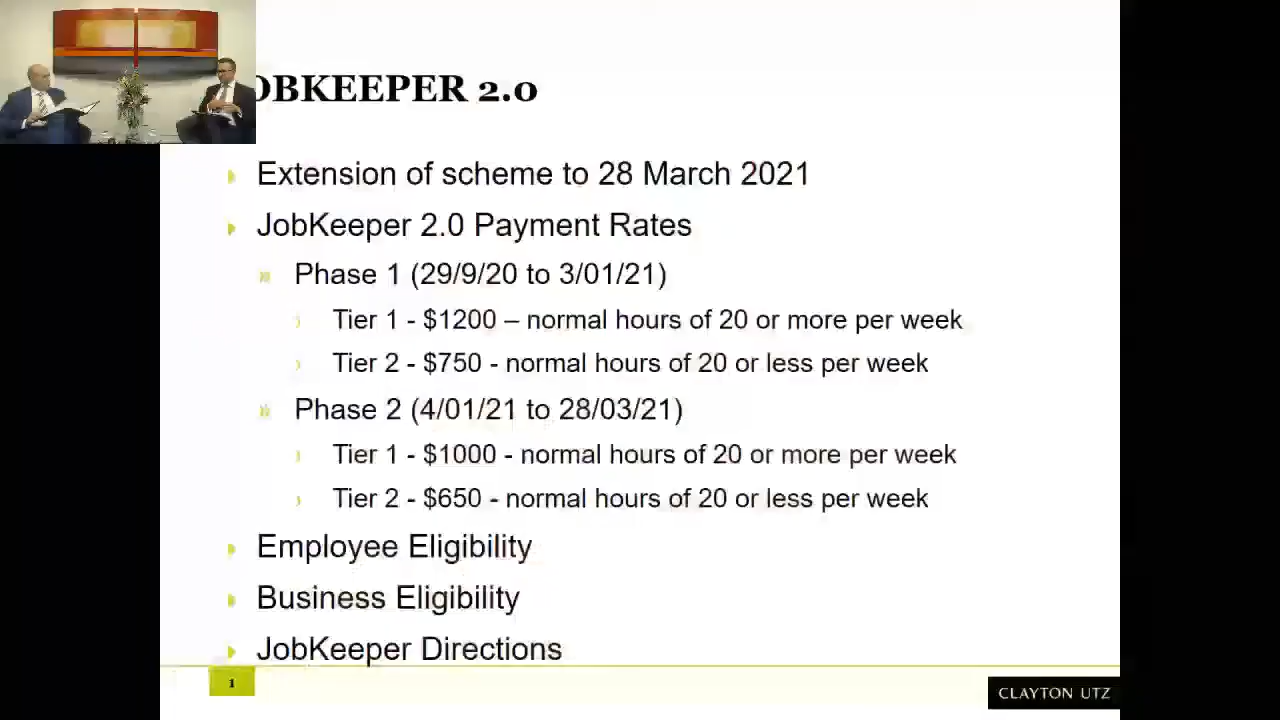 OBKEEPER 2.0
Extension of scheme to 28 March 2021
JobKeeper 2.0 Payment Rates
Phase 1 (29/9/20 to 3/01/21)
Tier 1 - $1200 – normal hours of 20 or more per week
Tier 2 - $750 - normal hours of 20 or less per week
Phase 2 (4/01/21 to 28/03/21)
Tier 1 - $1000 - normal hours of 20 or more per week
Tier 2 - $650 - normal hours of 20 or less per week
Employee Eligibility
Business Eligibility
JobKeeper Directions
1
CLAYTON UTZ